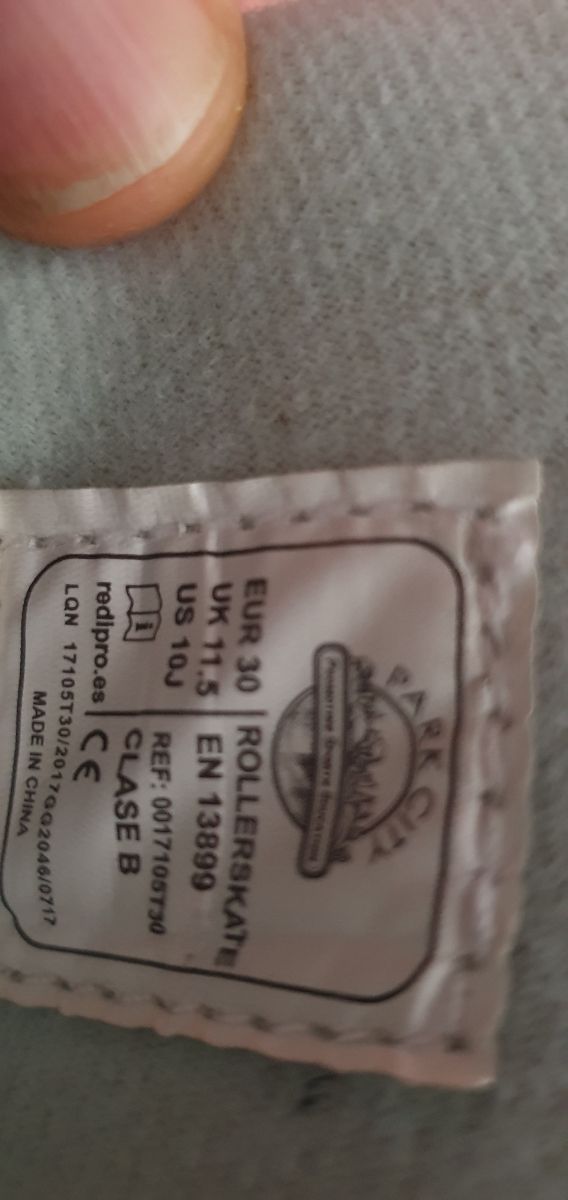 PARK CITY
EUR 30
UK 11.5
US 10J
redipro.es
ROLLERSKATE
EN 13899
REF: 0017105T30
CLASE B
CE
LQN 17105T30/2017GG2046/0717
MADE IN CHINA